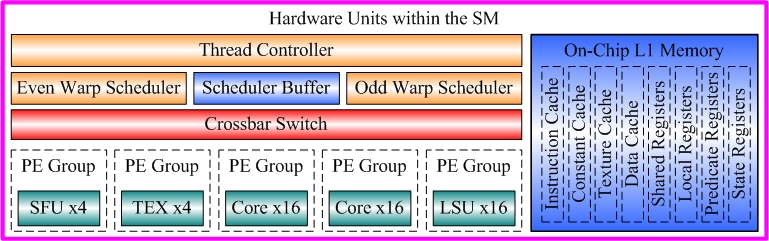 Hardware Units within the SM
Thread Controller
Even Warp Scheduler
Scheduler Buffer
Odd Warp Scheduler
Crossbar Switch
PE Group
SFU x4
PE Group
TEX x4
PE Group
Core x16
PE Group
Core x16
PE Group
LSU x16
On-Chip L1 Memory
Instruction Cache
Constant Cache
Texture Cache
Data Cache
Shared Registers
Local Registers
Predicate Registers
State Registers